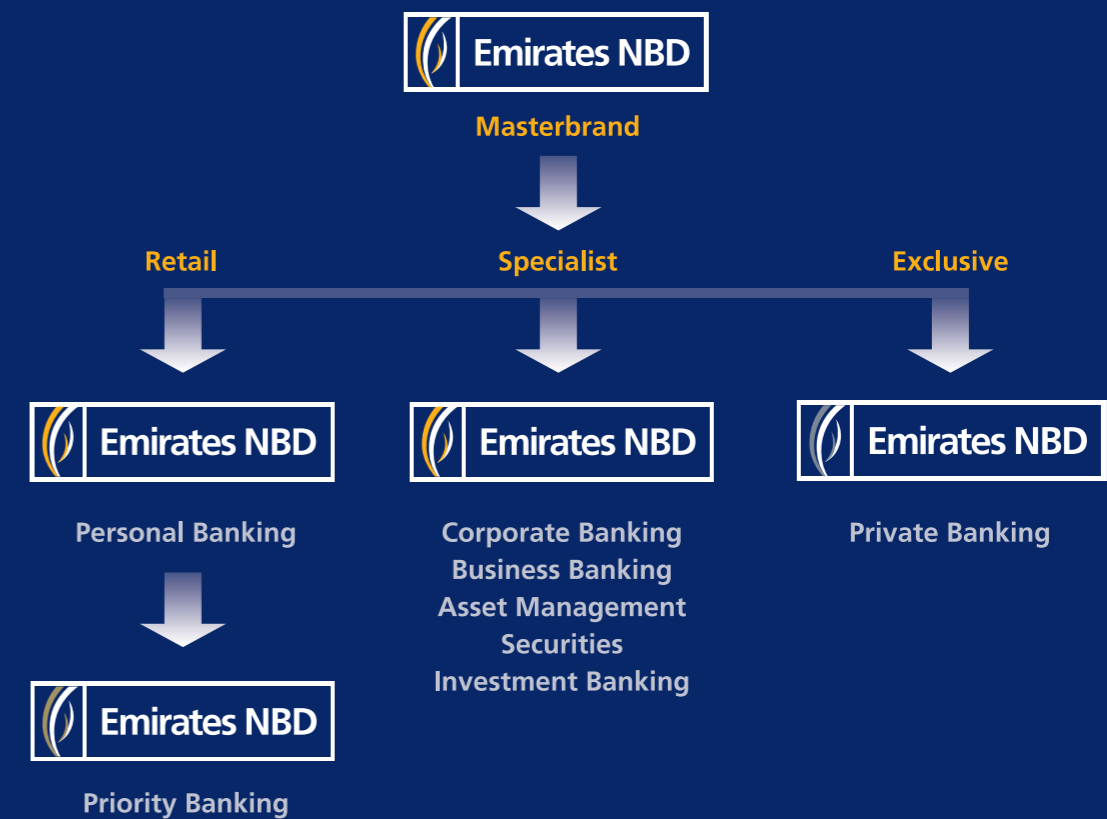 Emirates NBD
Masterbrand
Retail
Specialist
Exclusive
Emirates NBD
Emirates NBD
Emirates NBD
Personal Banking
Corporate Banking
Business Banking
Asset Management
Securities
Investment Banking
Private Banking
Emirates NBD
Priority Banking